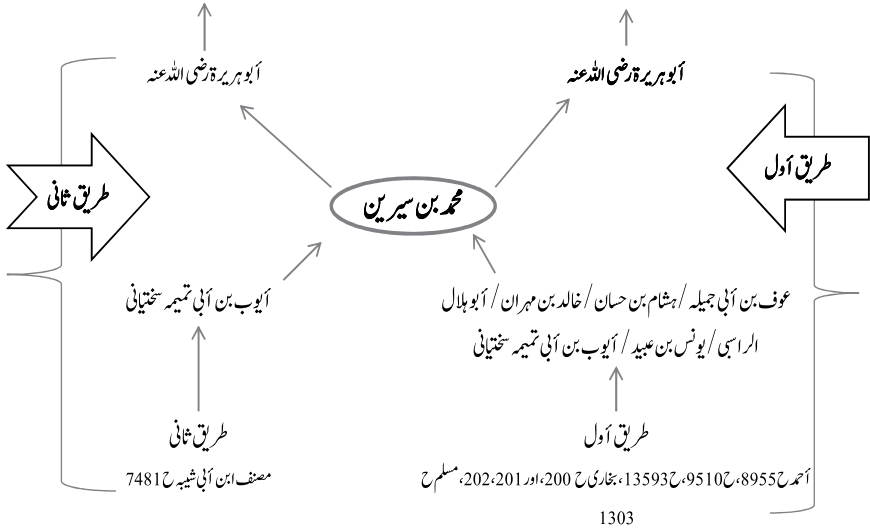 أبو ہریرۃ رضی اللہ عنہ
أبو ہریرۃ رضی اللہ عنہ
طریق أول
طریق ثانی
محمد بن سیرین
عوف بن أبی جمیلہ / ہشام بن حسان / خالد بن مہران / أبو ہلال
الراسبی / یونس بن عبید / أیوب بن أبی تمیمہ سختیانی
أیوب بن أبی تمیمہ سختیانی
طریق أول
أحمد ح8955، ح9510، ح13593، بخاری ح 200، اور 201، 202، مسلم ح
1303
طریق ثانی
مصنف ابن أبی شیبہ ح 7481